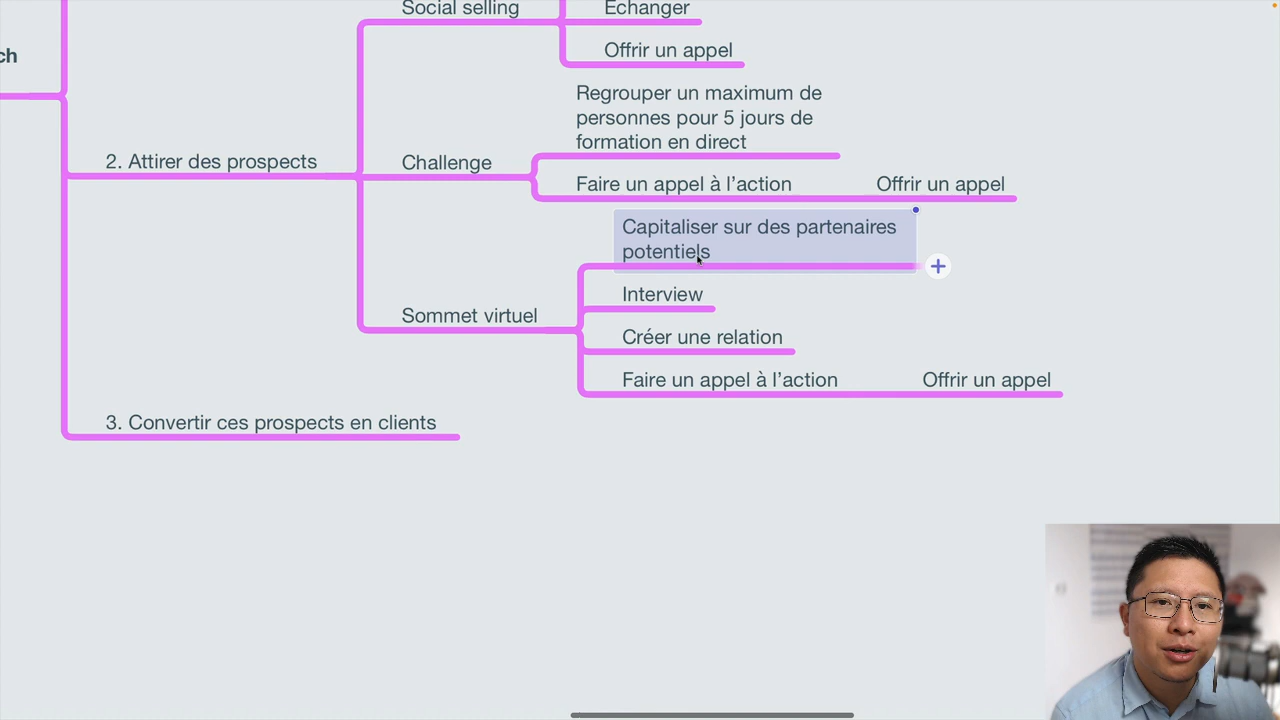 Social selling
Echanger
ch
Offrir un appel
Regrouper un maximum de
personnes pour 5 jours de
formation en direct
2. Attirer des prospects
Challenge
Faire un appel à l’action
Offrir un appel
Capitaliser sur des partenaires
potentiels
Interview
Sommet virtuel
Créer une relation
Faire un appel à l’action
Offrir un appel
3. Convertir ces prospects en clients